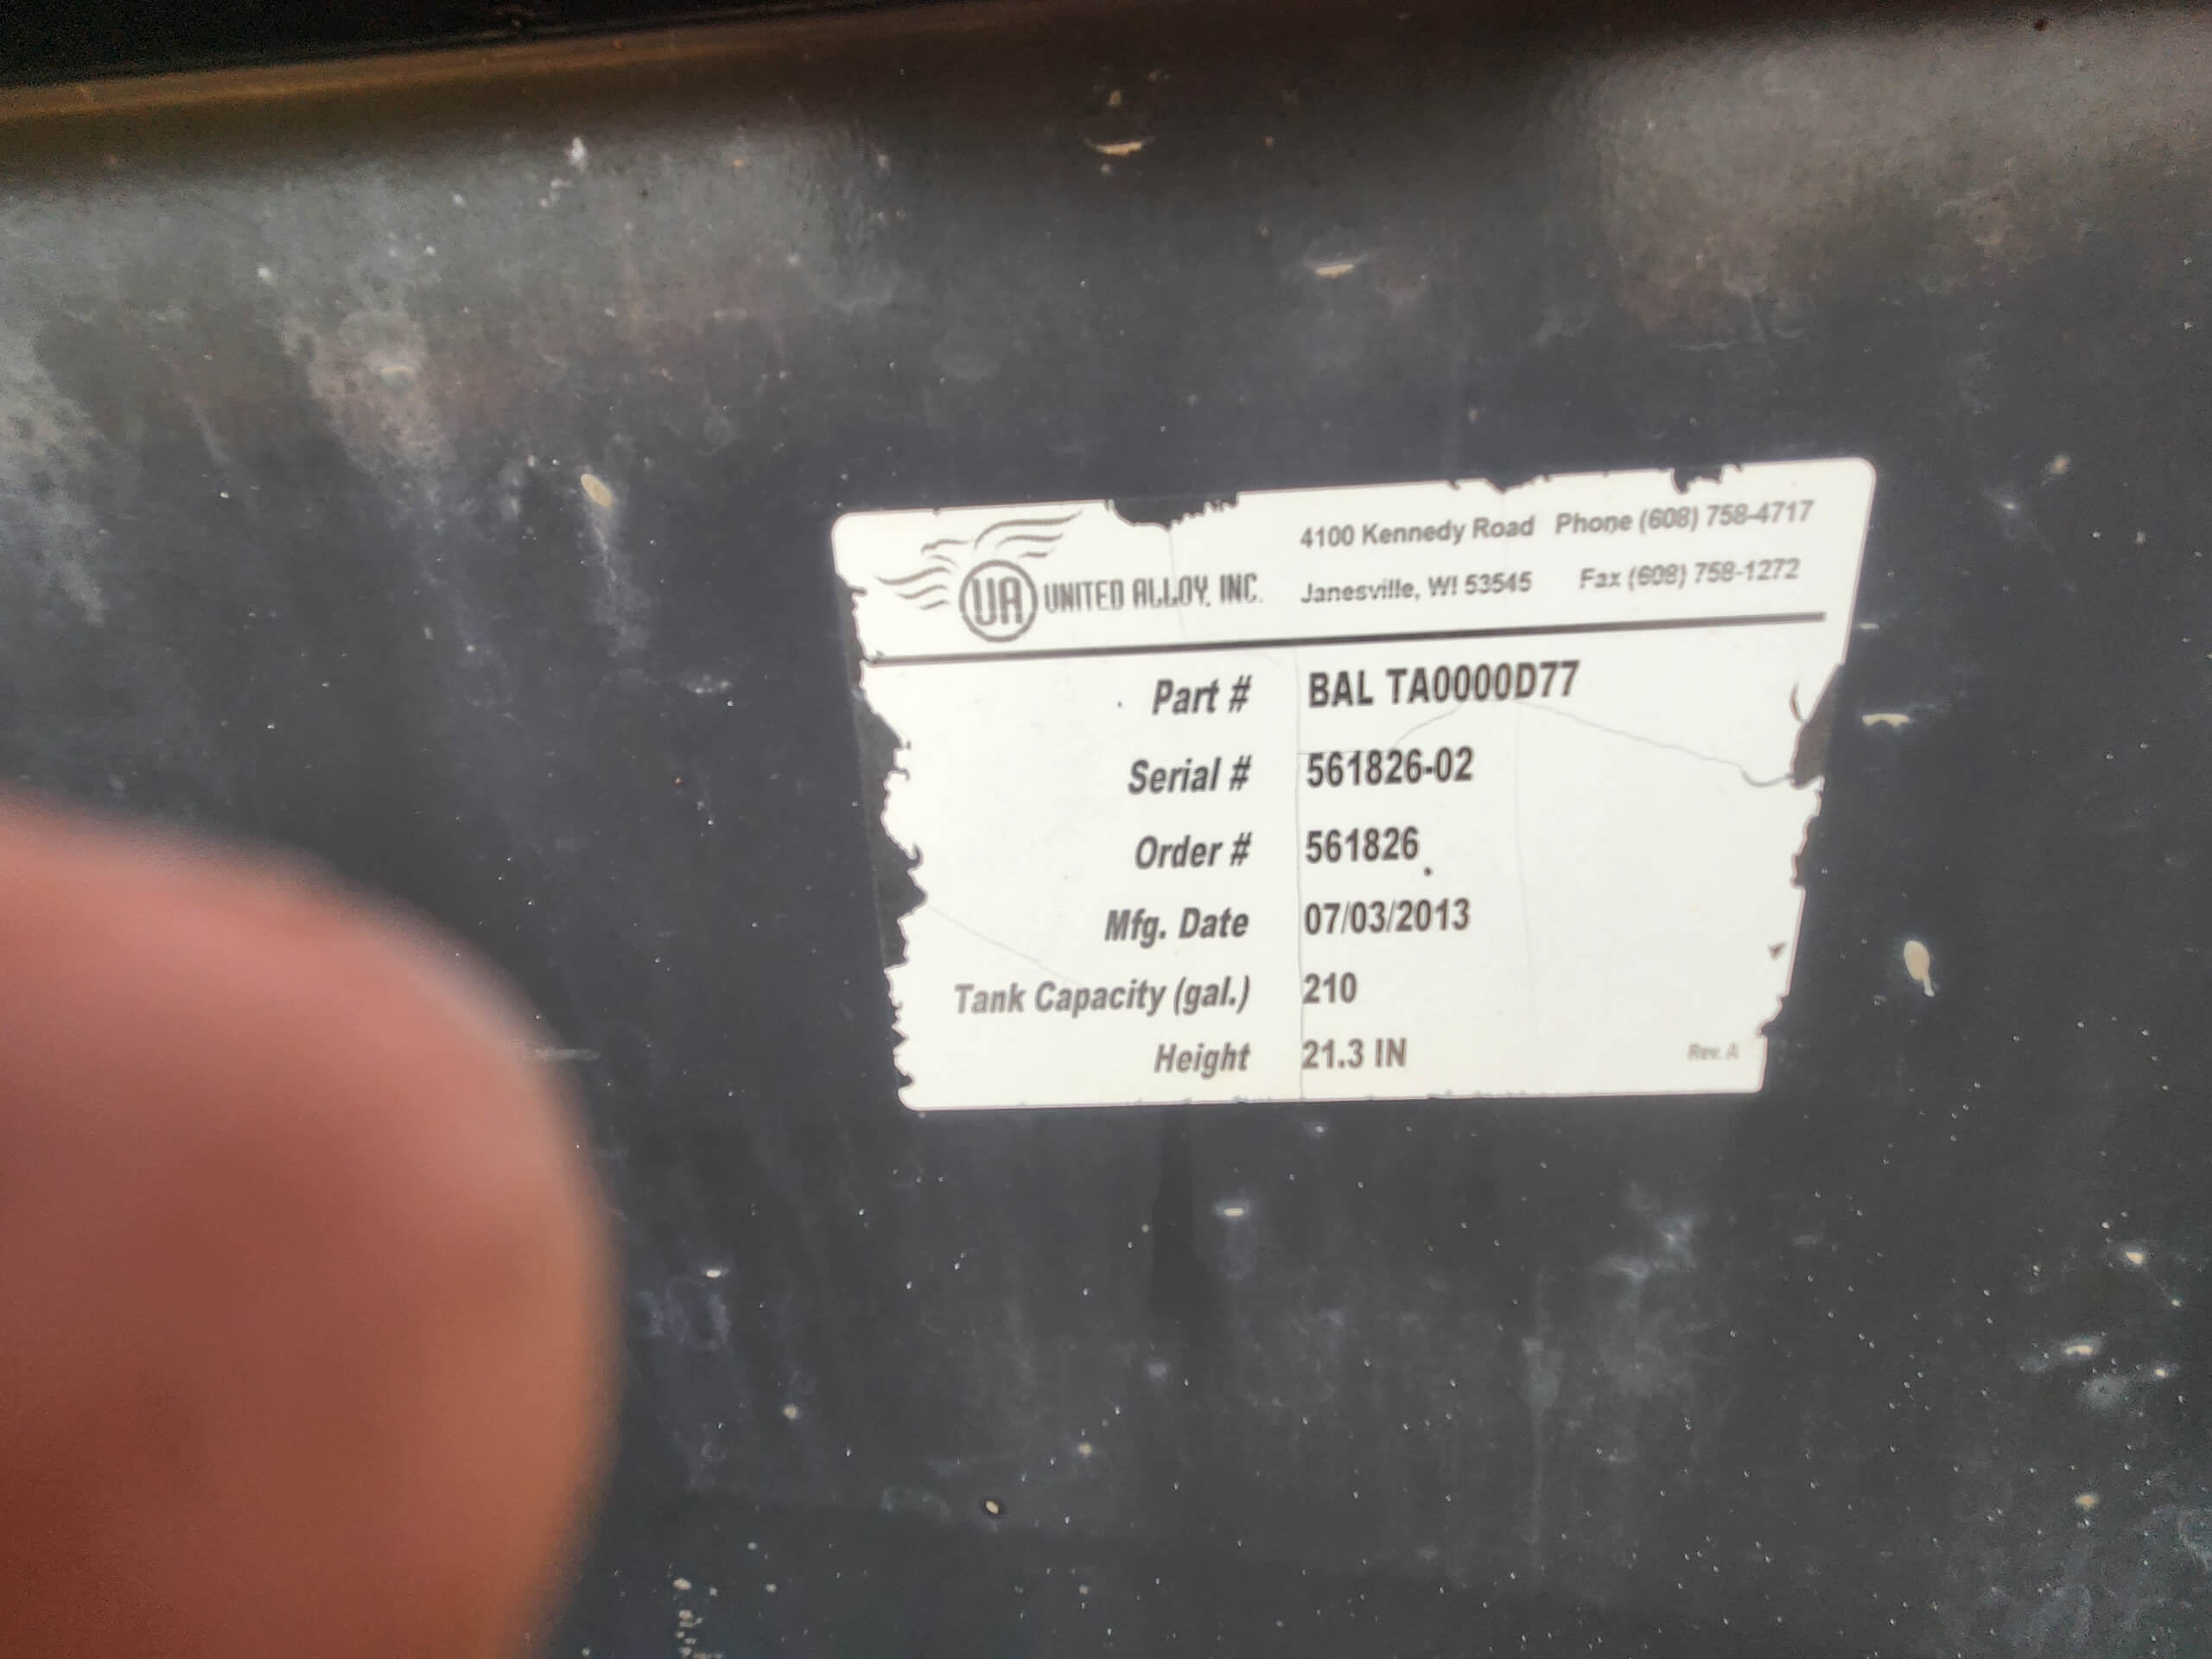 UA UNITED ALLOY, INC.
4100 Kennedy Road Phone (608) 758-4717
Janesville, WI 53545 Fax (608) 758-1272
Part # BAL TA0000D77
Serial # 561826-02
Order # 561826
Mfg. Date 07/03/2013
Tank Capacity (gal.) 210
Height 21.3 IN
Rev. A